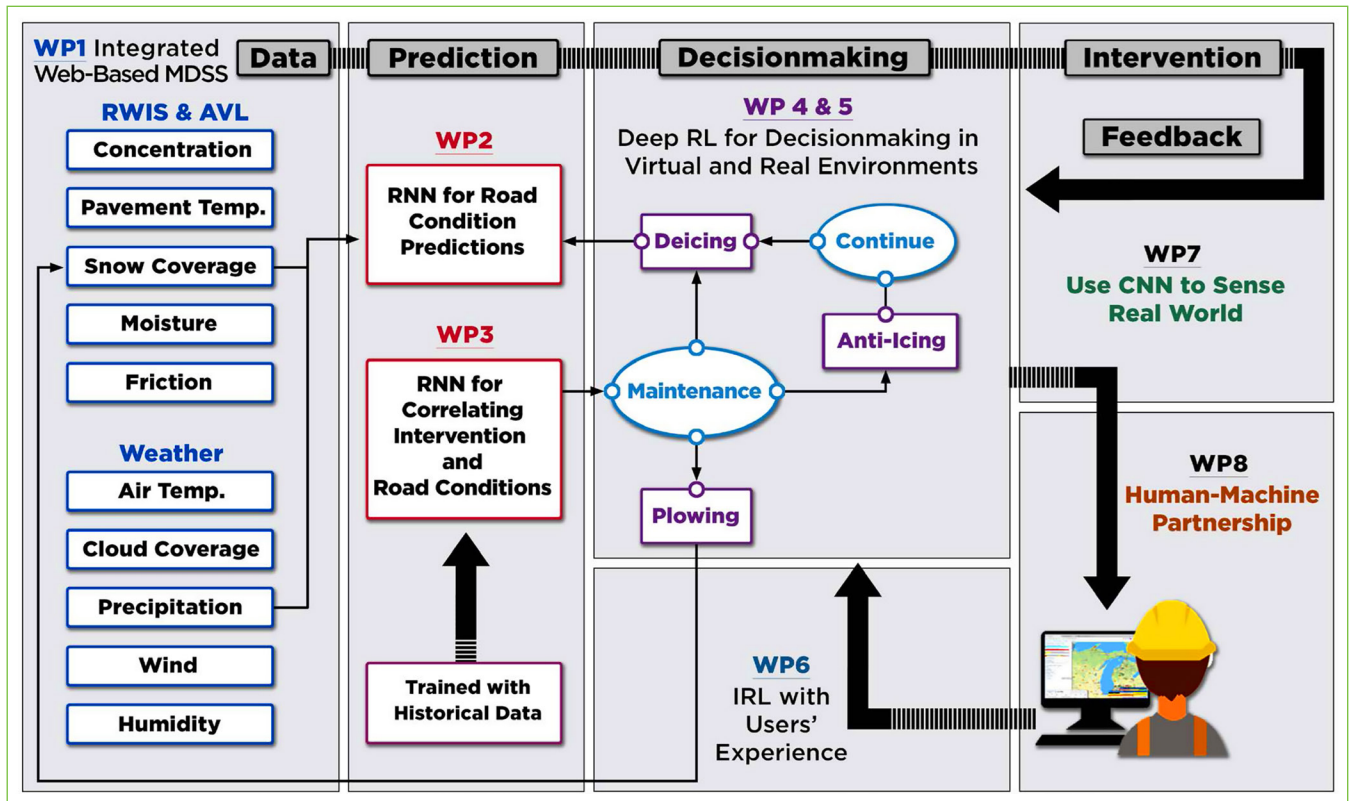 WP1 Integrated
Web-Based MDSS
Data
Prediction
Decisionmaking
Intervention
Feedback
RWIS & AVL
Concentration
Pavement Temp.
Snow Coverage
Moisture
Friction
Weather
Air Temp.
Cloud Coverage
Precipitation
Wind
Humidity
WP2
RNN for Road
Condition
Predictions
WP3
RNN for
Correlating
Intervention
and
Road Conditions
Trained with
Historical Data
WP 4 & 5
Deep RL for Decisionmaking in
Virtual and Real Environments
Deicing
Continue
Anti-Icing
Maintenance
Plowing
WP6
IRL with
Users’
Experience
WP7
Use CNN to Sense
Real World
WP8
Human-Machine
Partnership